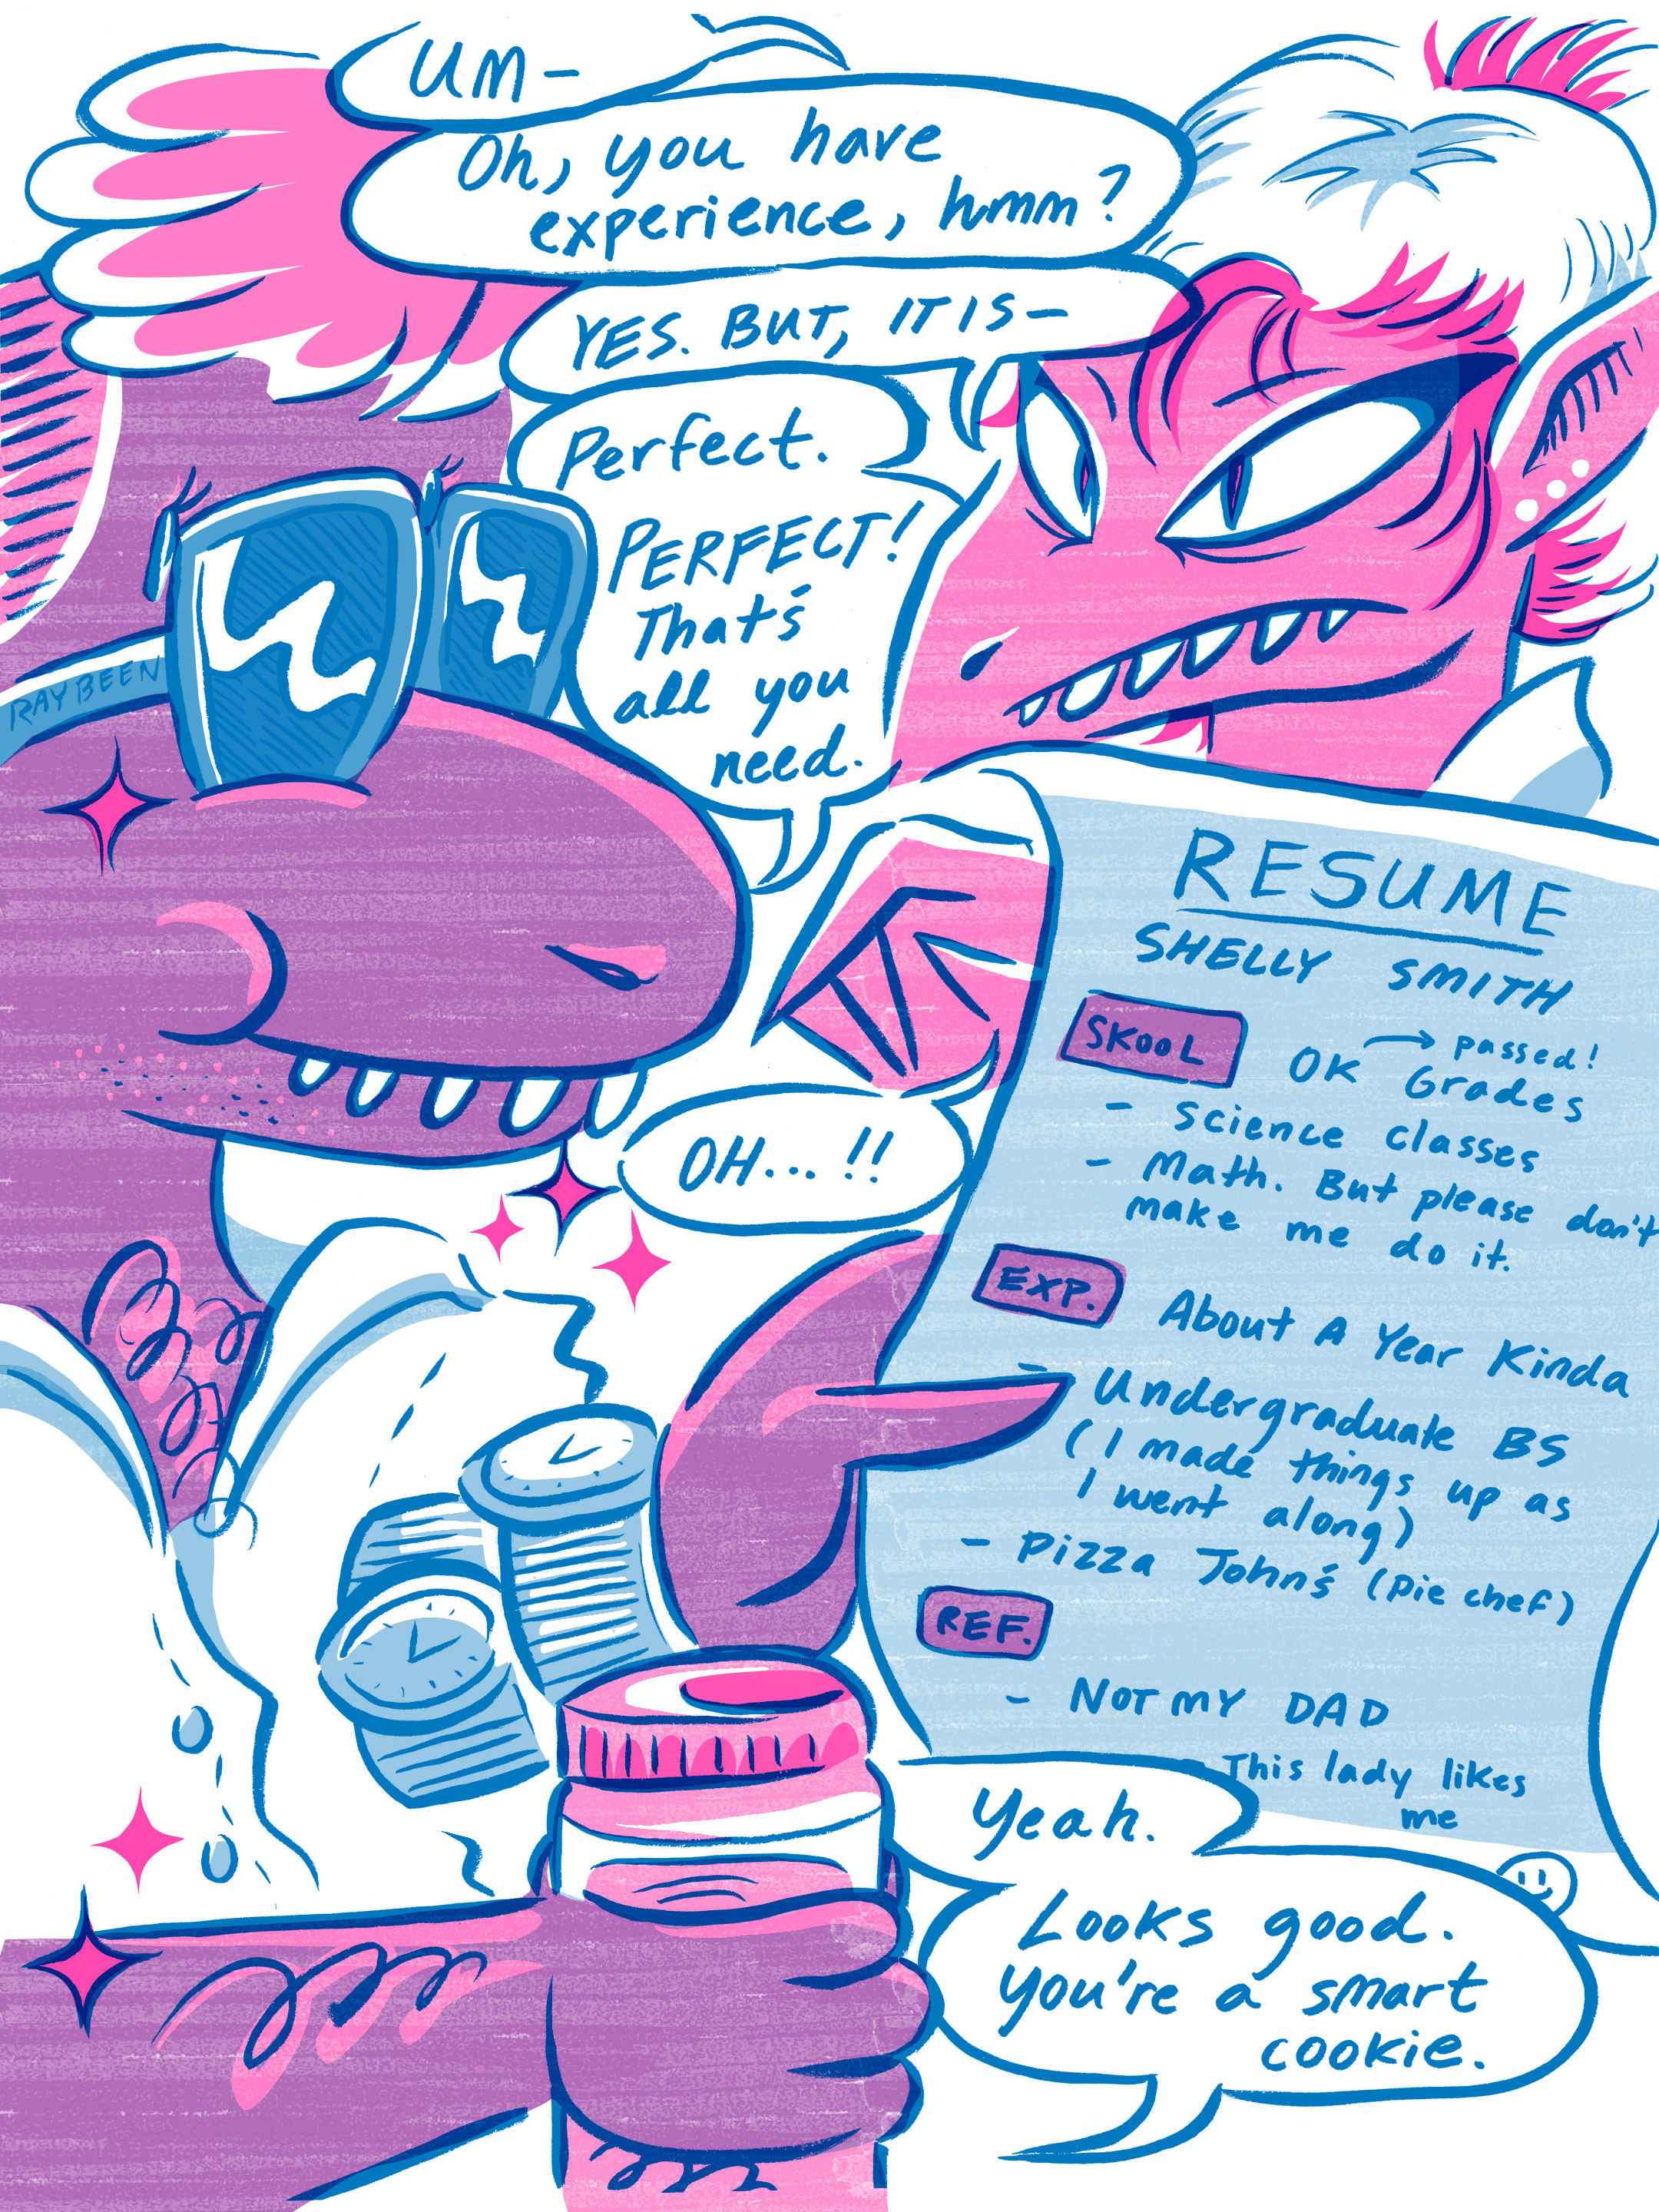 UM-
Oh, you have
experience, hmm?
YES. BUT, IT IS-
Perfect.
PERFECT!
That's
all you
need.
RAYBEEN
RESUME
SHELLY SMITH
SKOOL
OK → passed!
Grades
- Science classes
- Math. But please don't
make me do it.
OH...!!
EXP.
About A Year Kinda
- Undergraduate BS
(I made things up as
I went along)
- Pizza John's (pie chef)
REF.
- NOT MY DAD
- This lady likes
me
Yeah.
Looks good.
you're a smart
cookie.